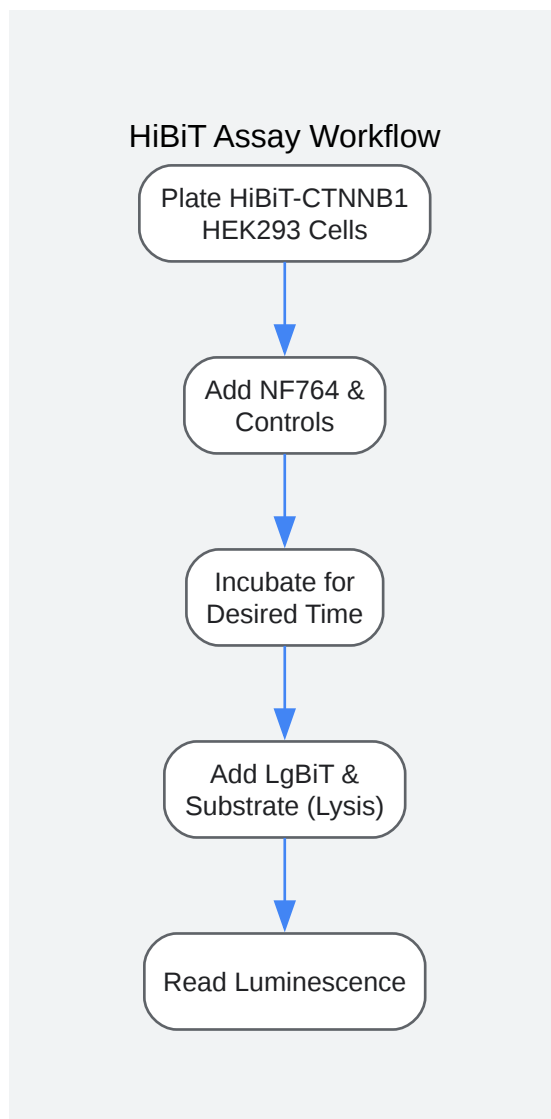 HiBiT Assay Workflow
Plate HiBiT-CTNNB1
HEK293 Cells
Add NF764 &
Controls
Incubate for
Desired Time
Add LgBiT &
Substrate (Lysis)
Read Luminescence